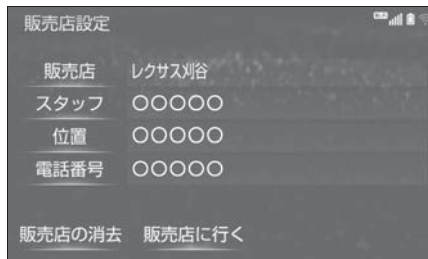 販売店設定
販売店 レクサス刈谷
スタッフ ○○○○○
位置 ○○○○○
電話番号 ○○○○○
販売店の消去 販売店に行く